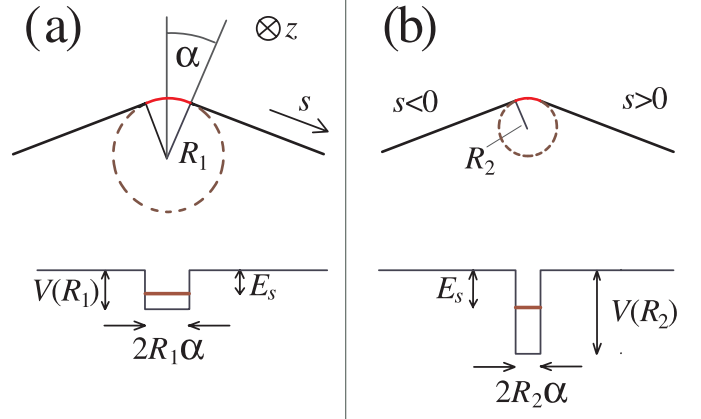 (a)
⊗ z
α
s
R₁
V(R₁)
Eₛ
2R₁α
(b)
s<0
s>0
R₂
Eₛ
V(R₂)
2R₂α